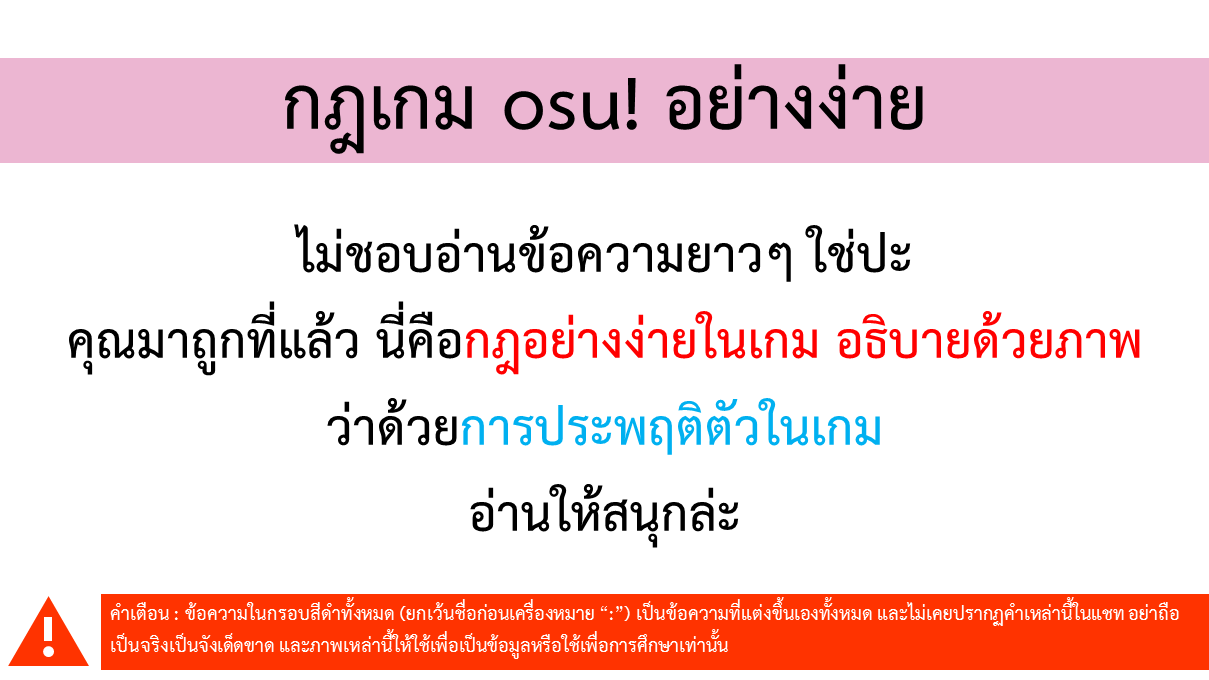 กฎเกม osu! อย่างง่าย
ไม่ชอบอ่านข้อความยาวๆ ใช่ปะ
คุณมาถูกที่แล้ว นี่คือกฎอย่างง่ายในเกม อธิบายด้วยภาพ
ว่าด้วยการประพฤติตัวในเกม
อ่านให้สนุกล่ะ
คำเตือน : ข้อความในกรอบสีดำทั้งหมด (ยกเว้นชื่อก่อนเครื่องหมาย “:”) เป็นข้อความที่แต่งขึ้นเองทั้งหมด และไม่เคยปรากฏคำเหล่านี้ในแชท อย่าถือ
เป็นจริงเป็นจังเด็ดขาด และภาพเหล่านี้ให้ใช้เพื่อเป็นข้อมูลหรือใช้เพื่อการศึกษาเท่านั้น